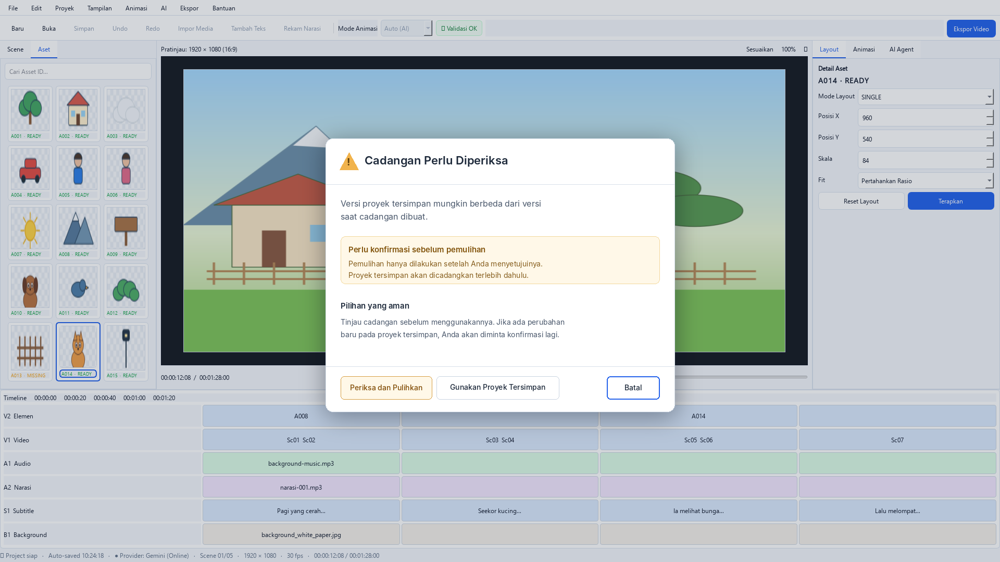 File Edit Proyek Tampilan Animasi AI Ekspor Bantuan
Baru Buka Simpan Undo Redo Impor Media Tambah Teks Rekam Narasi Mode Animasi Auto (AI) Validasi OK Ekspor Video
Scene Aset
Cari Asset ID...
A001 · READY A002 · READY A003 · READY
A004 · READY A005 · READY A006 · READY
A007 · READY A008 · READY A009 · READY
A010 · READY A011 · READY A012 · READY
A013 · MISSING A014 · READY A015 · READY
Pratinjau: 1920 × 1080 (16:9) Sesuaikan 100%
00:00:12:08 / 00:01:28:00
Layout Animasi AI Agent
Detail Aset
A014 · READY
Mode Layout SINGLE
Posisi X 960
Posisi Y 540
Skala 84
Fit Pertahankan Rasio
Reset Layout Terapkan
Cadangan Perlu Diperiksa
Versi proyek tersimpan mungkin berbeda dari versi
saat cadangan dibuat.
Perlu konfirmasi sebelum pemulihan
Pemulihan hanya dilakukan setelah Anda menyetujuinya.
Proyek tersimpan akan dicadangkan terlebih dahulu.
Pilihan yang aman
Tinjau cadangan sebelum menggunakannya. Jika ada perubahan
baru pada proyek tersimpan, Anda akan diminta konfirmasi lagi.
Periksa dan Pulihkan Gunakan Proyek Tersimpan Batal
Timeline 00:00:00 00:00:20 00:00:40 00:01:00 00:01:20
V2 Elemen A008 A014
V1 Video Sc01 Sc02 Sc03 Sc04 Sc05 Sc06 Sc07
A1 Audio background-music.mp3
A2 Narasi narasi-001.mp3
S1 Subtitle Pagi yang cerah... Seekor kucing... Ia melihat bunga... Lalu melompat...
B1 Background background_white_paper.jpg
Project siap · Auto-saved 10:24:18 · ● Provider: Gemini (Online) · Scene 01/05 · 1920 × 1080 · 30 fps · 00:00:12:08 / 00:01:28:00